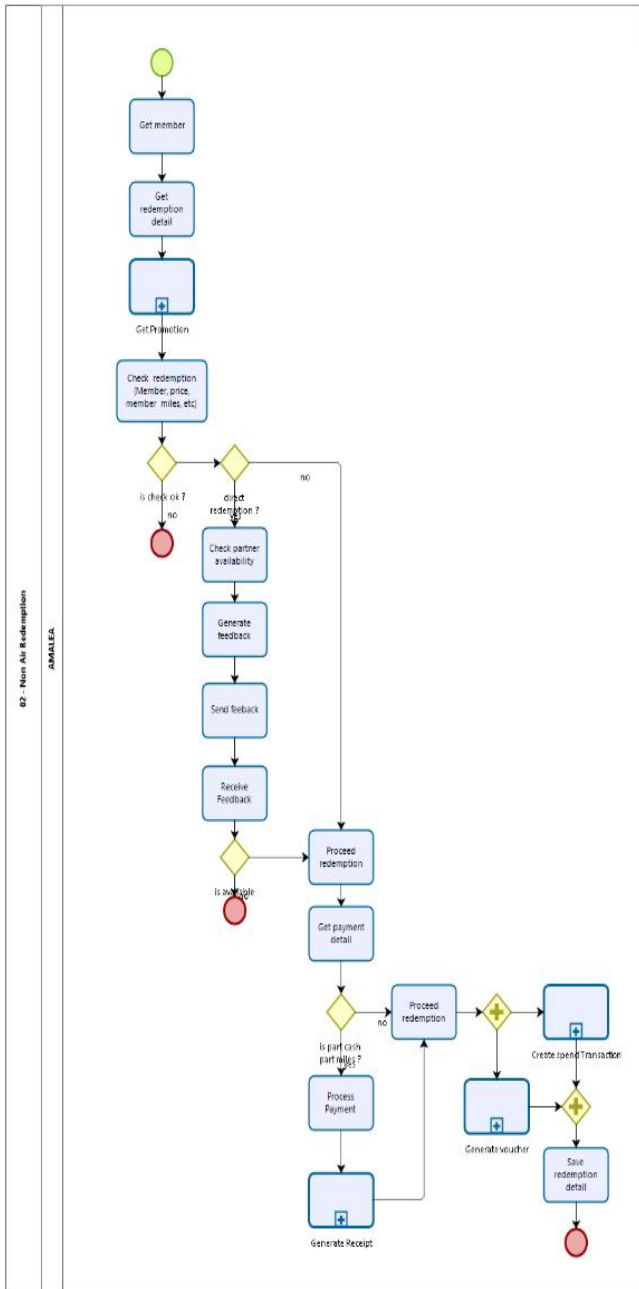 02 - Non Air Redemption
AMALEA
Get member
Get
redemption
detail
Get Promotion
Check redemption
(Member, price,
member miles, etc)
is check ok ?
no
direct
redemption ?
no
Check partner
availability
Generate
feedback
Send feeback
Receive
Feedback
is available
no
Proceed
redemption
Get payment
detail
is part cash
part miles ?
no
yes
Proceed
redemption
Create spend Transaction
Generate voucher
Process
Payment
Generate Receipt
Save
redemption
detail